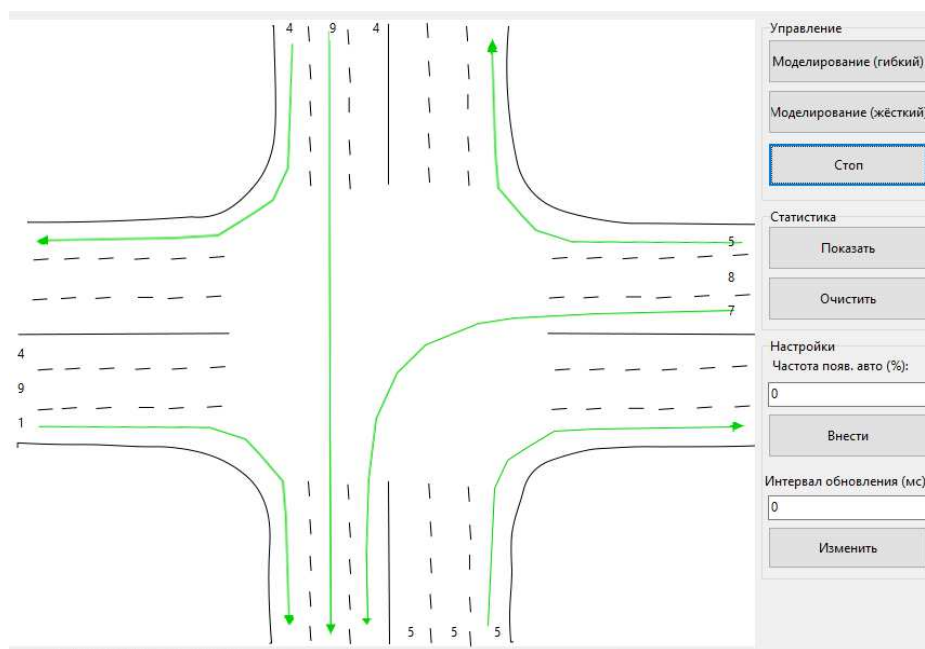 4 9 4
5
8
7
4
9
1
5 5 5
Управление
Моделирование (гибкий)
Моделирование (жёсткий)
Стоп
Статистика
Показать
Очистить
Настройки
Частота появ. авто (%):
0
Внести
Интервал обновления (мс)
0
Изменить